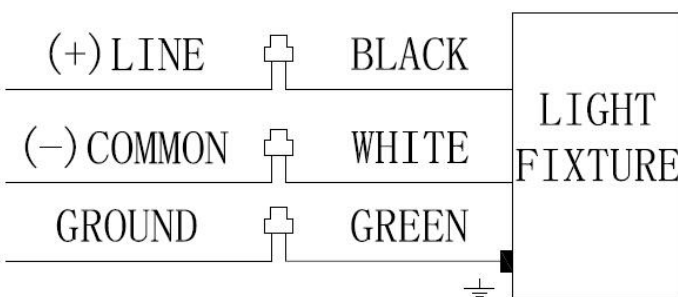 (+)LINE BLACK
(-)COMMON WHITE
GROUND GREEN
LIGHT
FIXTURE